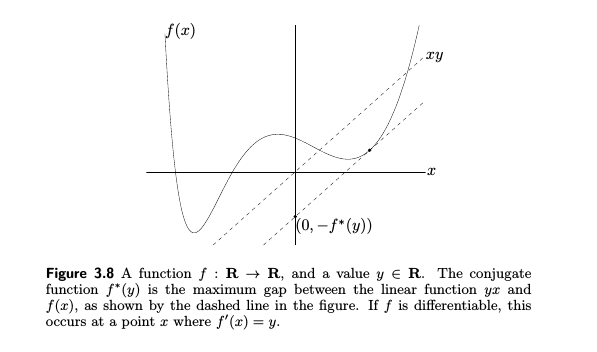 f(x)
xy
x
(0, −f*(y))
Figure 3.8 A function f : R → R, and a value y ∈ R. The conjugate
function f*(y) is the maximum gap between the linear function yx and
f(x), as shown by the dashed line in the figure. If f is differentiable, this
occurs at a point x where f′(x) = y.